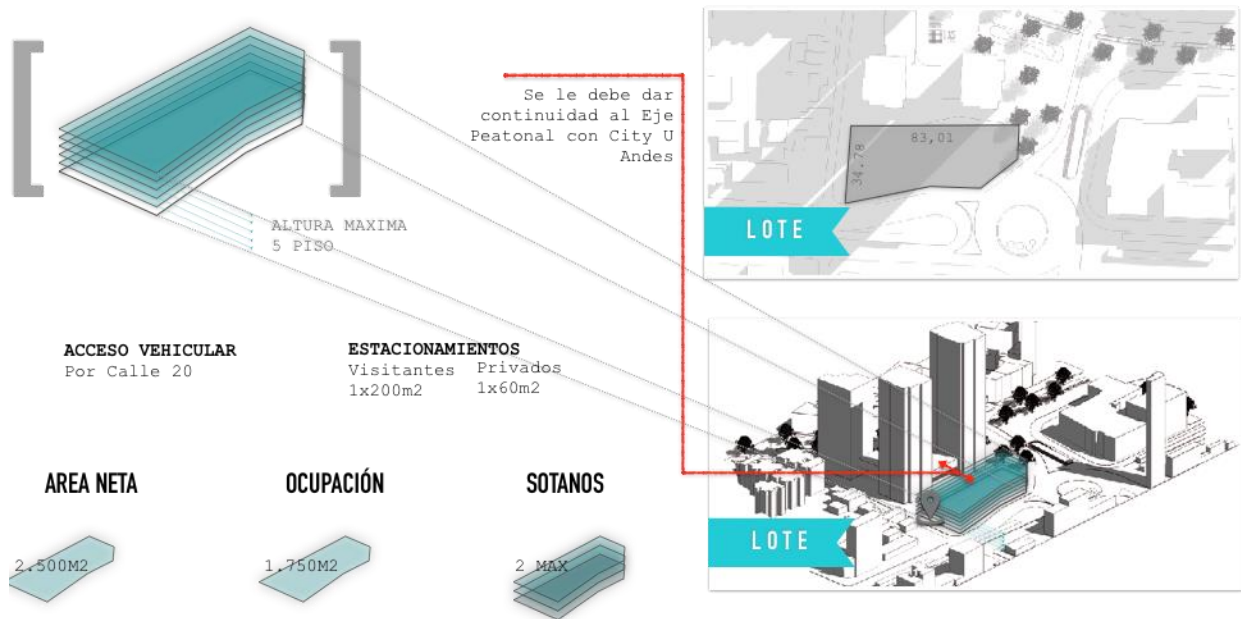 ALTURA MAXIMA
5 PISO
Se le debe dar
continuidad al Eje
Peatonal con City U
Andes
83,01
34.78
LOTE
ACCESO VEHICULAR
Por Calle 20
ESTACIONAMIENTOS
Visitantes
1x200m2
Privados
1x60m2
AREA NETA
2.500M2
OCUPACIÓN
1.750M2
SOTANOS
2 MAX
LOTE